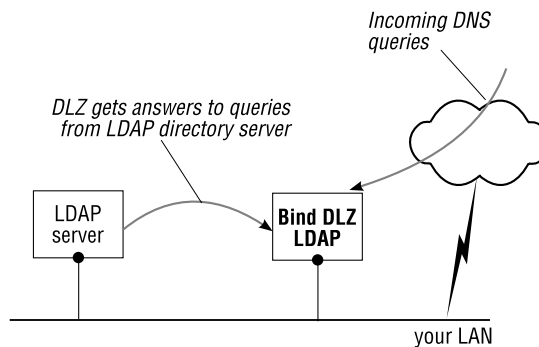 Incoming DNS
queries
DLZ gets answers to queries
from LDAP directory server
LDAP
server
Bind DLZ
LDAP
your LAN